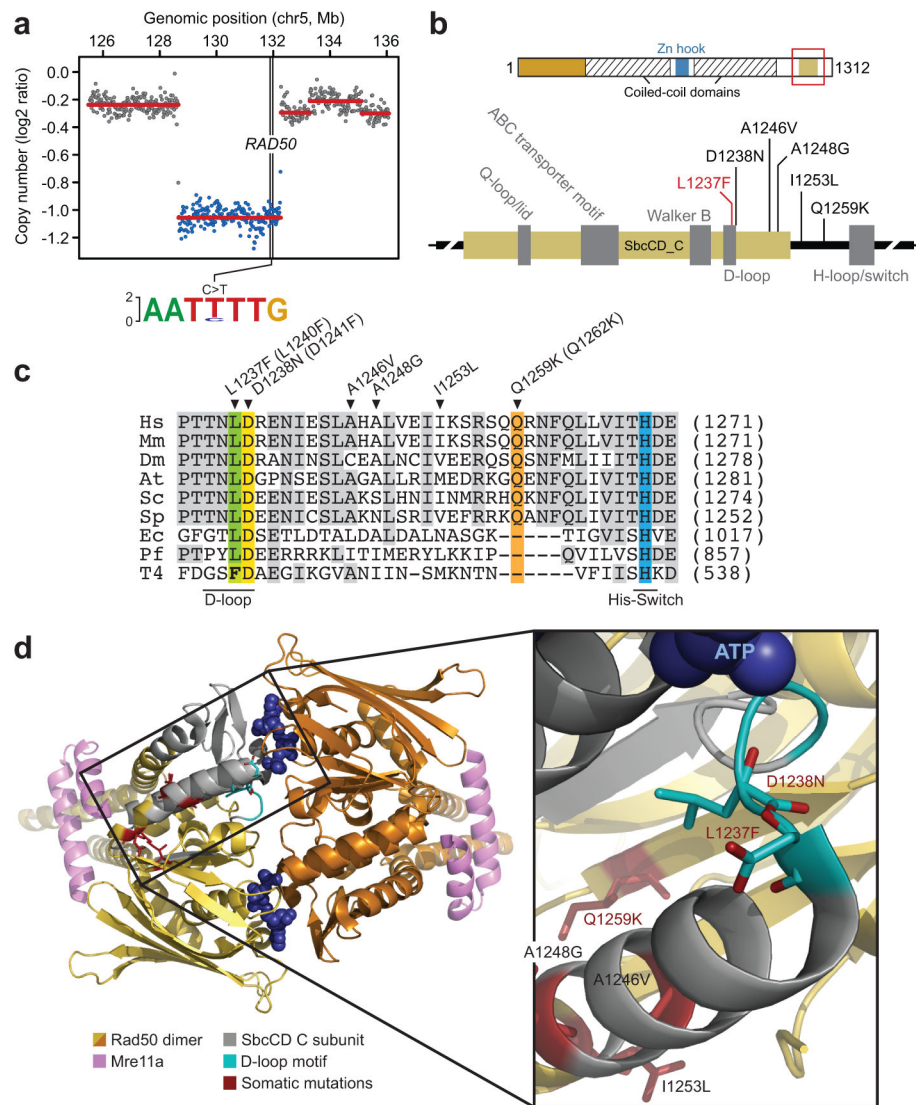 a
Genomic position (chr5, Mb)
125 128 130 132 134 136
Copy number (log2 ratio)
0.0
-0.2
-0.4
-0.6
-0.8
-1.0
-1.2
RAD50
C>T
2
0
AATTTTG
b
Zn hook
1
1312
Coiled-coil domains
ABC transporter motif
Q-loop/lid
Walker B
L1237F
D1238N
A1246V
A1248G
I1253L
Q1259K
SbcCD_C
D-loop
H-loop/switch
c
L1237F (L1240F)
D1238N (D1241F)
A1246V
A1248G
I1253L
Q1259K (Q1262K)
Hs PTTNLDRENIESLAHALVEIIKSRSQQRNFQLLVITHDE (1271)
Mm PTTNLDRENIESLAHALVEIIKSRSQQRNFQLLVITHDE (1271)
Dm PTTNLDRANINSLCEALNCIVEERQSQSNFMLIIITHDE (1278)
At PTTNLDGPNSESLAGALLRIMEDRKGQENFQLIVITHDE (1281)
Sc PTTNLDEENIESLAKSLHNIINMRRHQKNFQLIVITHDE (1274)
Sp PTTNLDEENICSLAKNLSRIVEFRRKQANFQLIVITHDE (1252)
Ec GFGTLDSETLDTALDALDALNASGK-----TIGVISHVE (1017)
Pf PTPYLDEERRRKLITIMERYLKKIP----QVILVSHDE (857)
T4 FDGSFDAEGIKGVANIIN-SMKNTN------VFIISHKD (538)
D-loop
His-Switch
d
ATP
D1238N
L1237F
Q1259K
A1248G
A1246V
I1253L
Rad50 dimer
SbcCD C subunit
Mre11a
D-loop motif
Somatic mutations